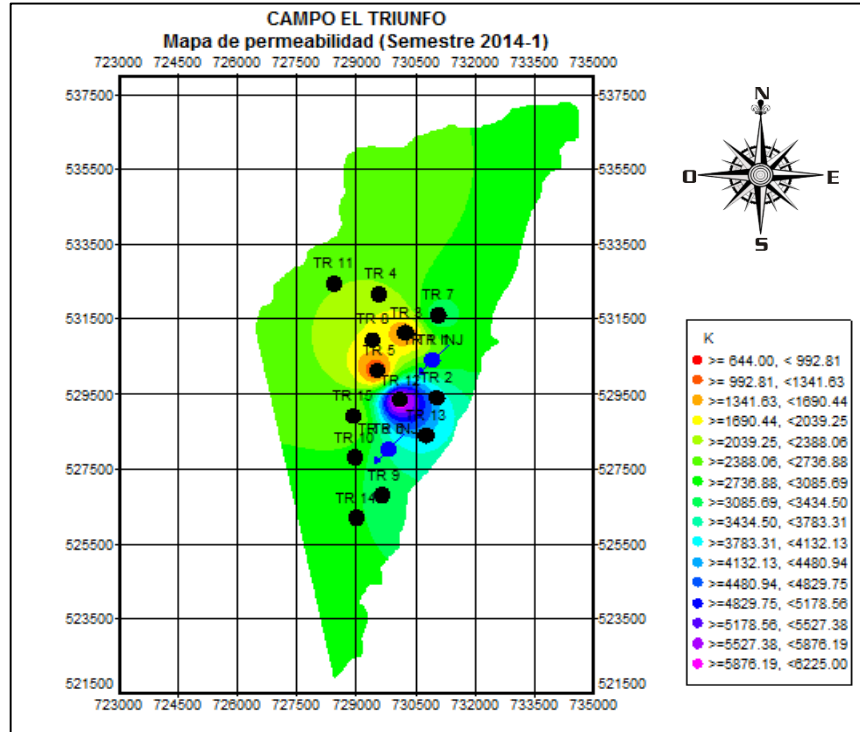 CAMPO EL TRIUNFO
Mapa de permeabilidad (Semestre 2014-1)
723000 724500 726000 727500 729000 730500 732000 733500 735000
537500 537500
535500 535500
533500 533500
531500 531500
529500 529500
527500 527500
525500 525500
523500 523500
521500 521500
723000 724500 726000 727500 729000 730500 732000 733500 735000
TR 11
TR 4
TR 7
TR 3
TR 8
TR 5
TR 12
TR 2
TR 15
TR 13
TR 10
TR 9
TR 14
N
O E
S
K
>= 644.00, < 992.81
>= 992.81, <1341.63
>=1341.63, <1690.44
>=1690.44, <2039.25
>=2039.25, <2388.06
>=2388.06, <2736.88
>=2736.88, <3085.69
>=3085.69, <3434.50
>=3434.50, <3783.31
>=3783.31, <4132.13
>=4132.13, <4480.94
>=4480.94, <4829.75
>=4829.75, <5178.56
>=5178.56, <5527.38
>=5527.38, <5876.19
>=5876.19, <6225.00